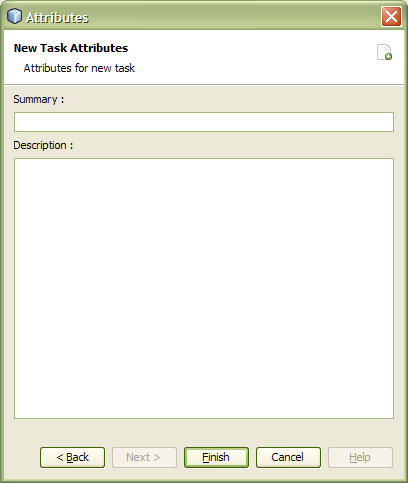 Attributes
New Task Attributes
Attributes for new task
Summary :
Description :
< Back Next > Finish Cancel Help